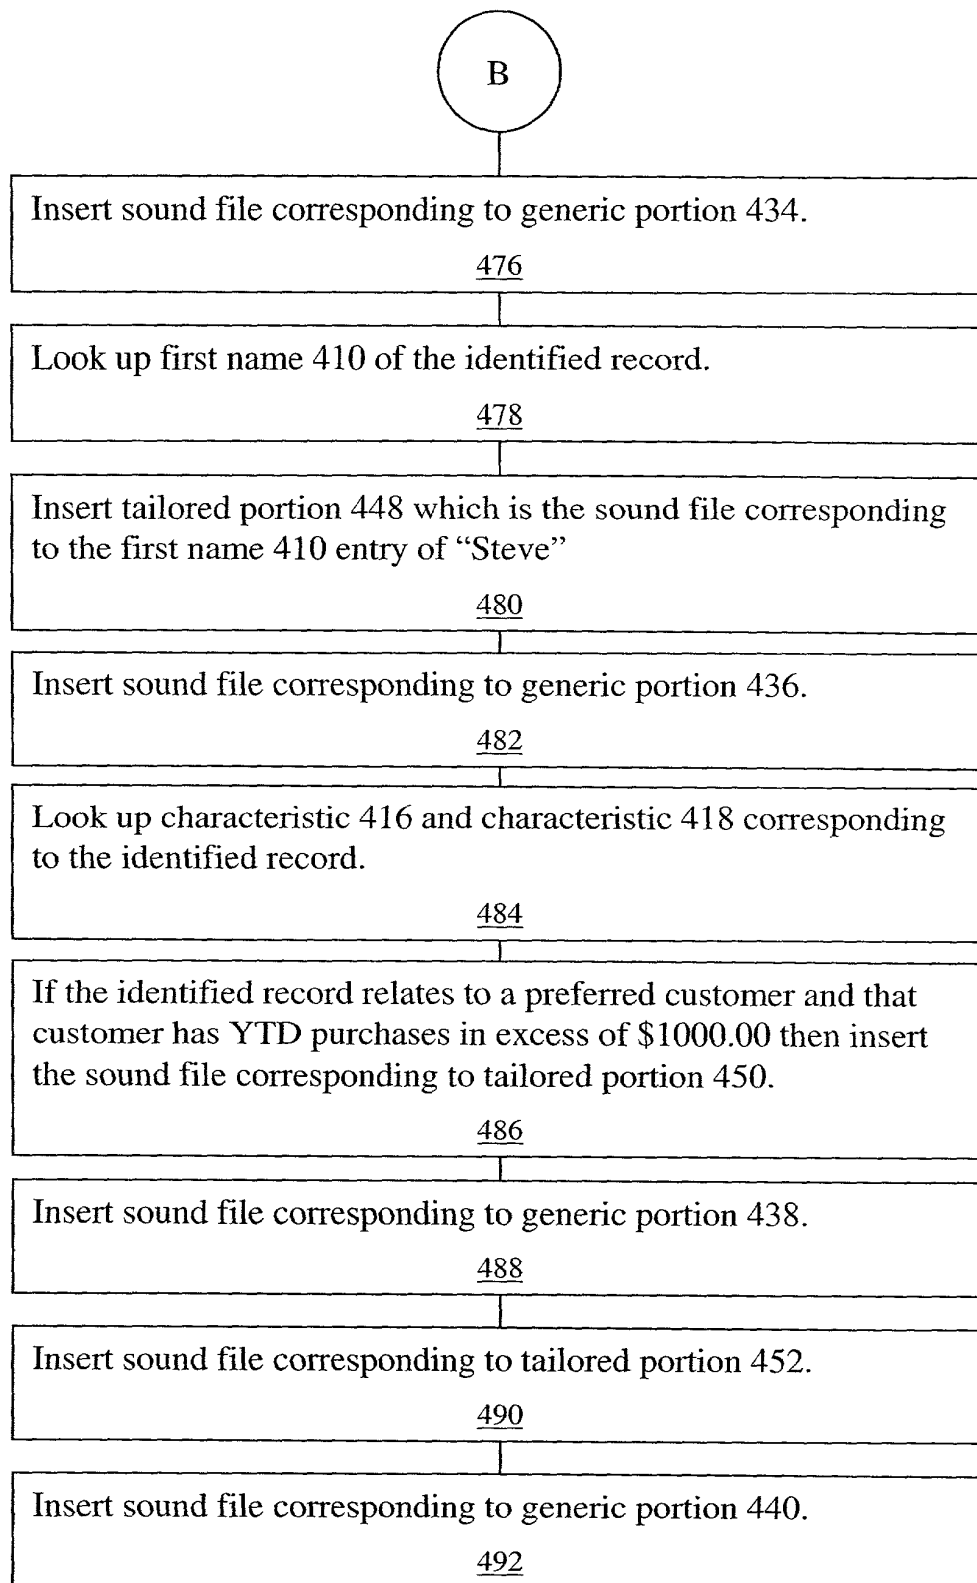 B
Insert sound file corresponding to generic portion 434.
476
Look up first name 410 of the identified record.
478
Insert tailored portion 448 which is the sound file corresponding
to the first name 410 entry of “Steve”
480
Insert sound file corresponding to generic portion 436.
482
Look up characteristic 416 and characteristic 418 corresponding
to the identified record.
484
If the identified record relates to a preferred customer and that
customer has YTD purchases in excess of $1000.00 then insert
the sound file corresponding to tailored portion 450.
486
Insert sound file corresponding to generic portion 438.
488
Insert sound file corresponding to tailored portion 452.
490
Insert sound file corresponding to generic portion 440.
492